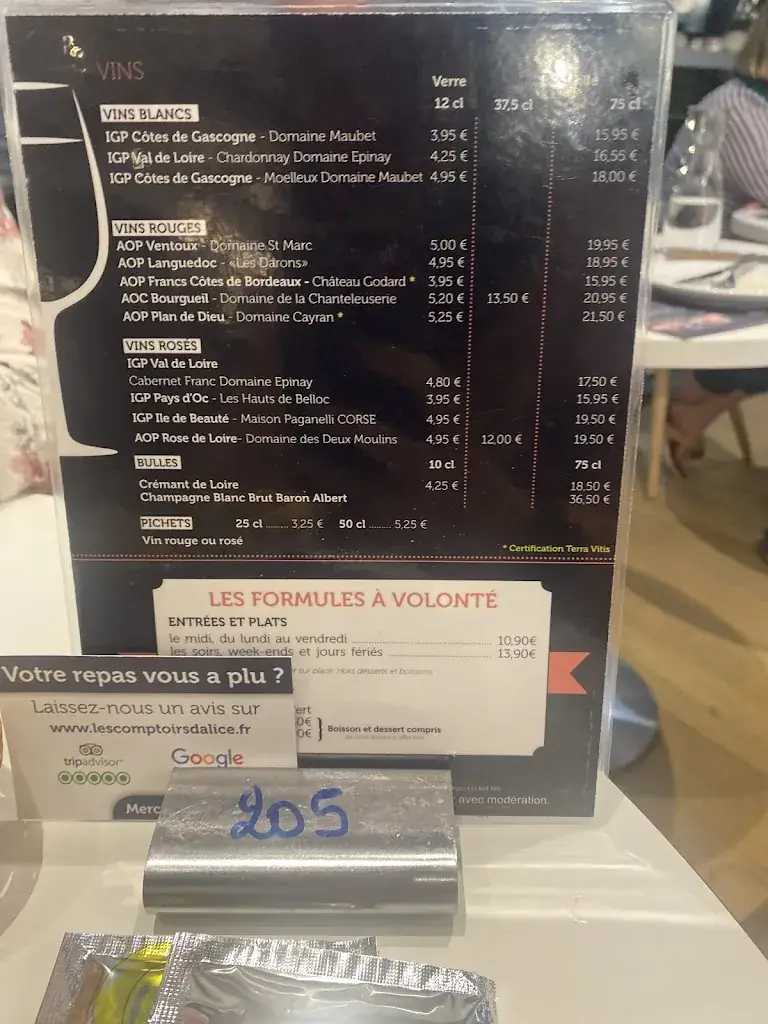 VINS
Verre
12 cl 37,5 cl 75 cl
VINS BLANCS
IGP Côtes de Gascogne - Domaine Maubet 3,95 € 15,95 €
IGP Val de Loire - Chardonnay Domaine Epinay 4,25 € 16,55 €
IGP Côtes de Gascogne - Moelleux Domaine Maubet 4,95 € 18,00 €
VINS ROUGES
AOP Ventoux - Domaine St Marc 5,00 € 19,95 €
AOP Languedoc - «Les Darons» 4,95 € 18,95 €
AOP Francs Côtes de Bordeaux - Château Godard * 3,95 € 15,95 €
AOC Bourgueil - Domaine de la Chanteleuserie 5,20 € 13,50 € 20,95 €
AOP Plan de Dieu - Domaine Cayran * 5,25 € 21,50 €
VINS ROSÉS
IGP Val de Loire
Cabernet Franc Domaine Epinay 4,80 € 17,50 €
IGP Pays d'Oc - Les Hauts de Belloc 3,95 € 15,95 €
IGP Ile de Beauté - Maison Paganelli CORSE 4,95 € 19,50 €
AOP Rose de Loire- Domaine des Deux Moulins 4,95 € 12,00 € 19,50 €
BULLES 10 cl 75 cl
Crémant de Loire 4,25 € 18,50 €
Champagne Blanc Brut Baron Albert 36,50 €
PICHETS 25 cl ........ 3,25 € 50 cl ........ 5,25 €
Vin rouge ou rosé
* Certification Terra Vitis
LES FORMULES À VOLONTÉ
ENTRÉES ET PLATS
le midi, du lundi au vendredi ........ 10,90€
les soirs, week-ends et jours fériés ........ 13,90€
sur place. Hors desserts et boissons
ert
0€
0€ } Boisson et dessert compris
avec modération.
Votre repas vous a plu ?
Laissez-nous un avis sur
www.lescomptoirsdalice.fr
tripadvisor Google
Merc
205